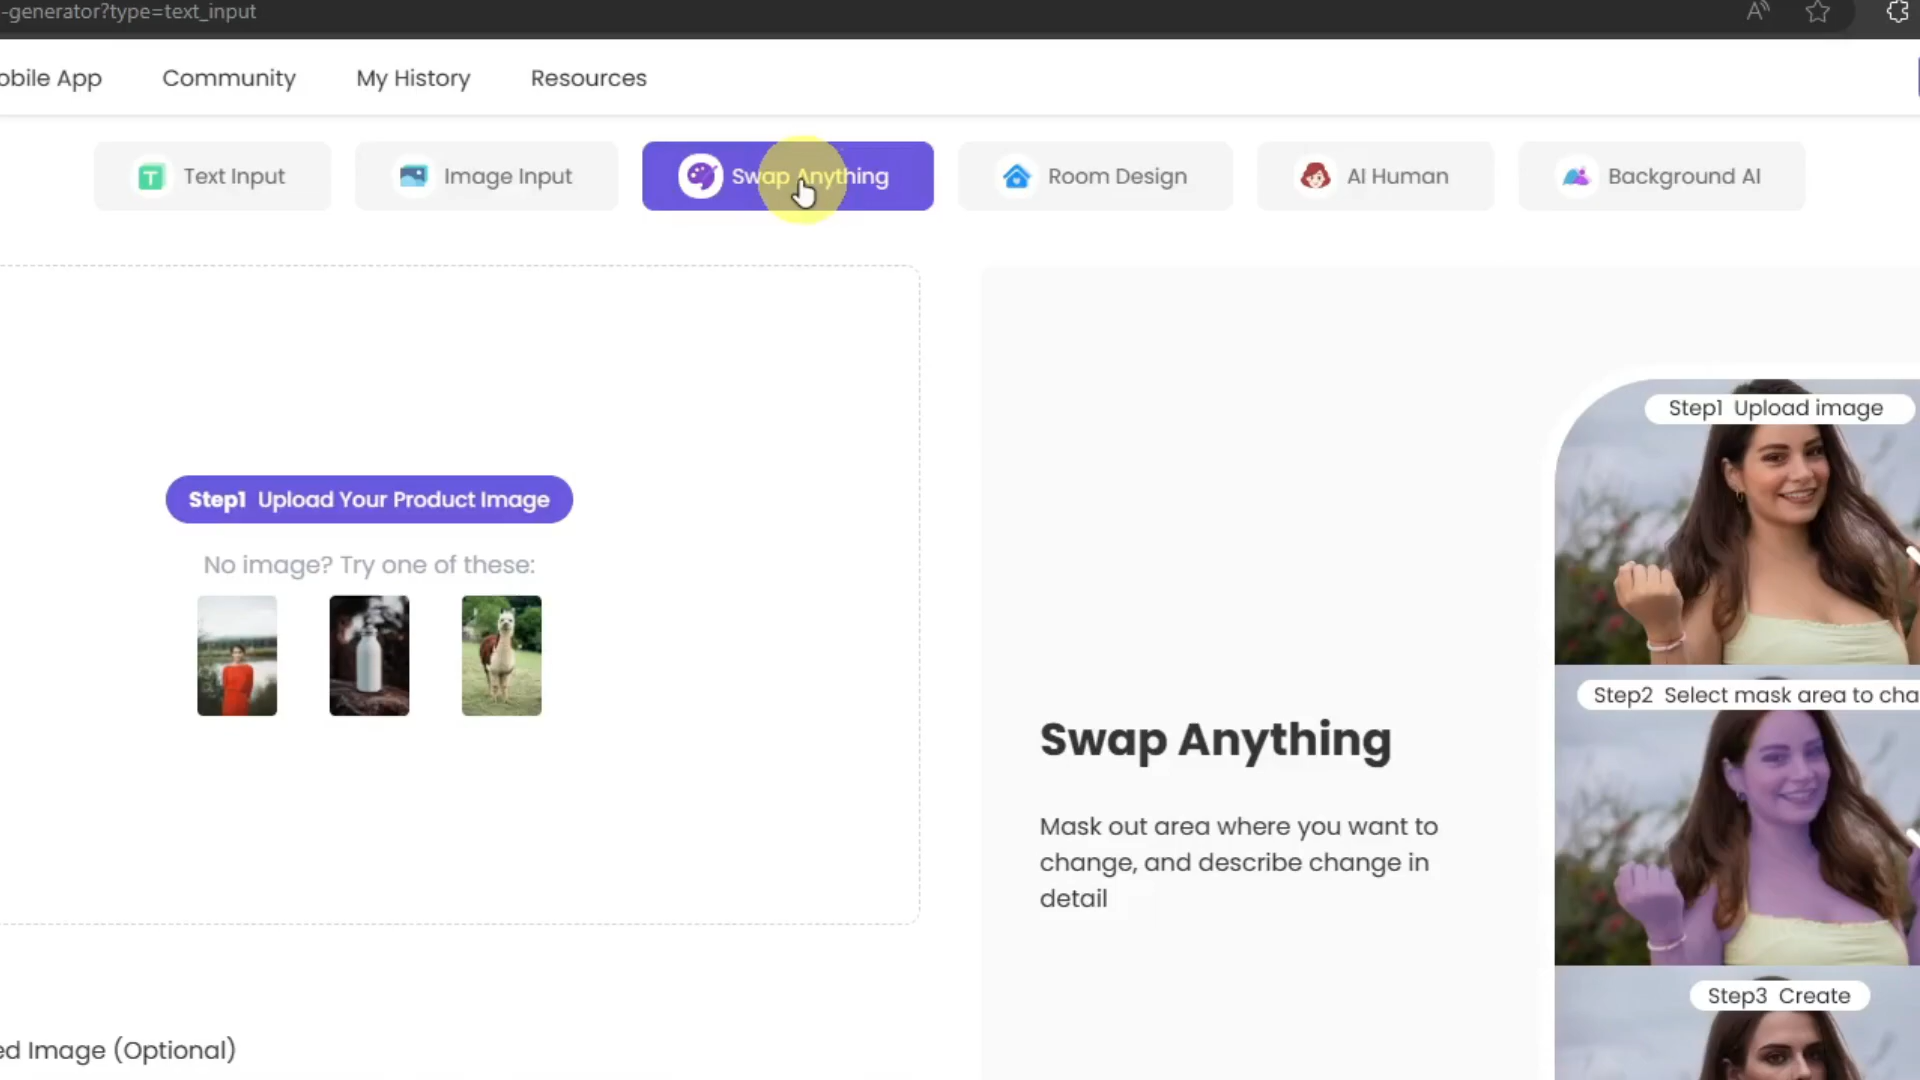 -generator?type=text_input
obile App
Community
My History
Resources
Text Input
Image Input
Swap Anything
Room Design
AI Human
Background AI
Step1 Upload Your Product Image
No image? Try one of these:
Swap Anything
Mask out area where you want to
change, and describe change in
detail
Step1 Upload image
Step2 Select mask area to cha
Step3 Create
ed Image (Optional)